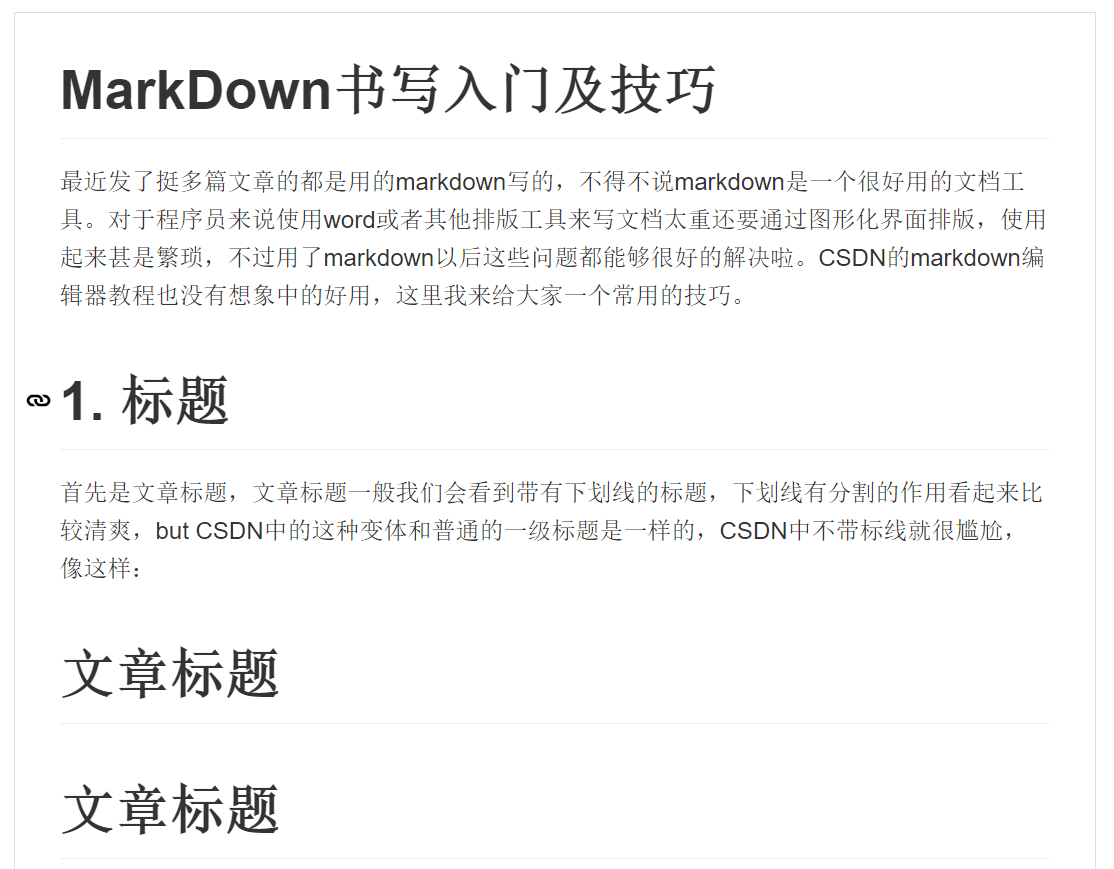 MarkDown书写入门及技巧
最近发了挺多篇文章的都是用的markdown写的，不得不说markdown是一个很好用的文档工
具。对于程序员来说使用word或者其他排版工具来写文档太重还要通过图形化界面排版，使用
起来甚是繁琐，不过用了markdown以后这些问题都能够很好的解决啦。CSDN的markdown编
辑器教程也没有想象中的好用，这里我来给大家一个常用的技巧。
1. 标题
首先是文章标题，文章标题一般我们会看到带有下划线的标题，下划线有分割的作用看起来比
较清爽，but CSDN中的这种变体和普通的一级标题是一样的，CSDN中不带标线就很尴尬，
像这样：
文章标题
文章标题